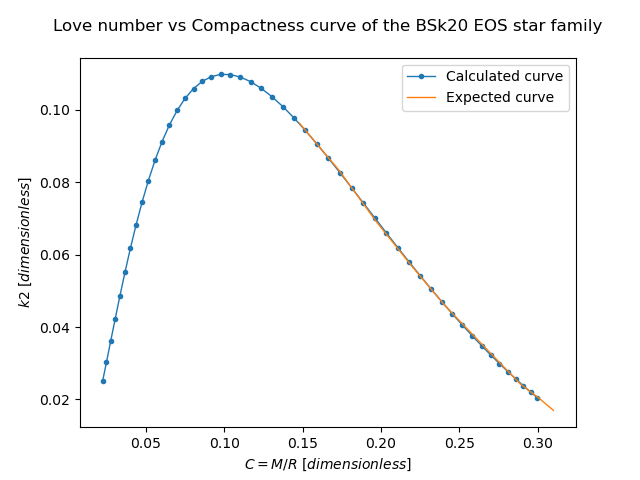 Love number vs Compactness curve of the BSk20 EOS star family
Calculated curve
Expected curve
0.10
0.08
0.06
0.04
0.02
k2 [dimensionless]
0.05 0.10 0.15 0.20 0.25 0.30
C = M/R [dimensionless]